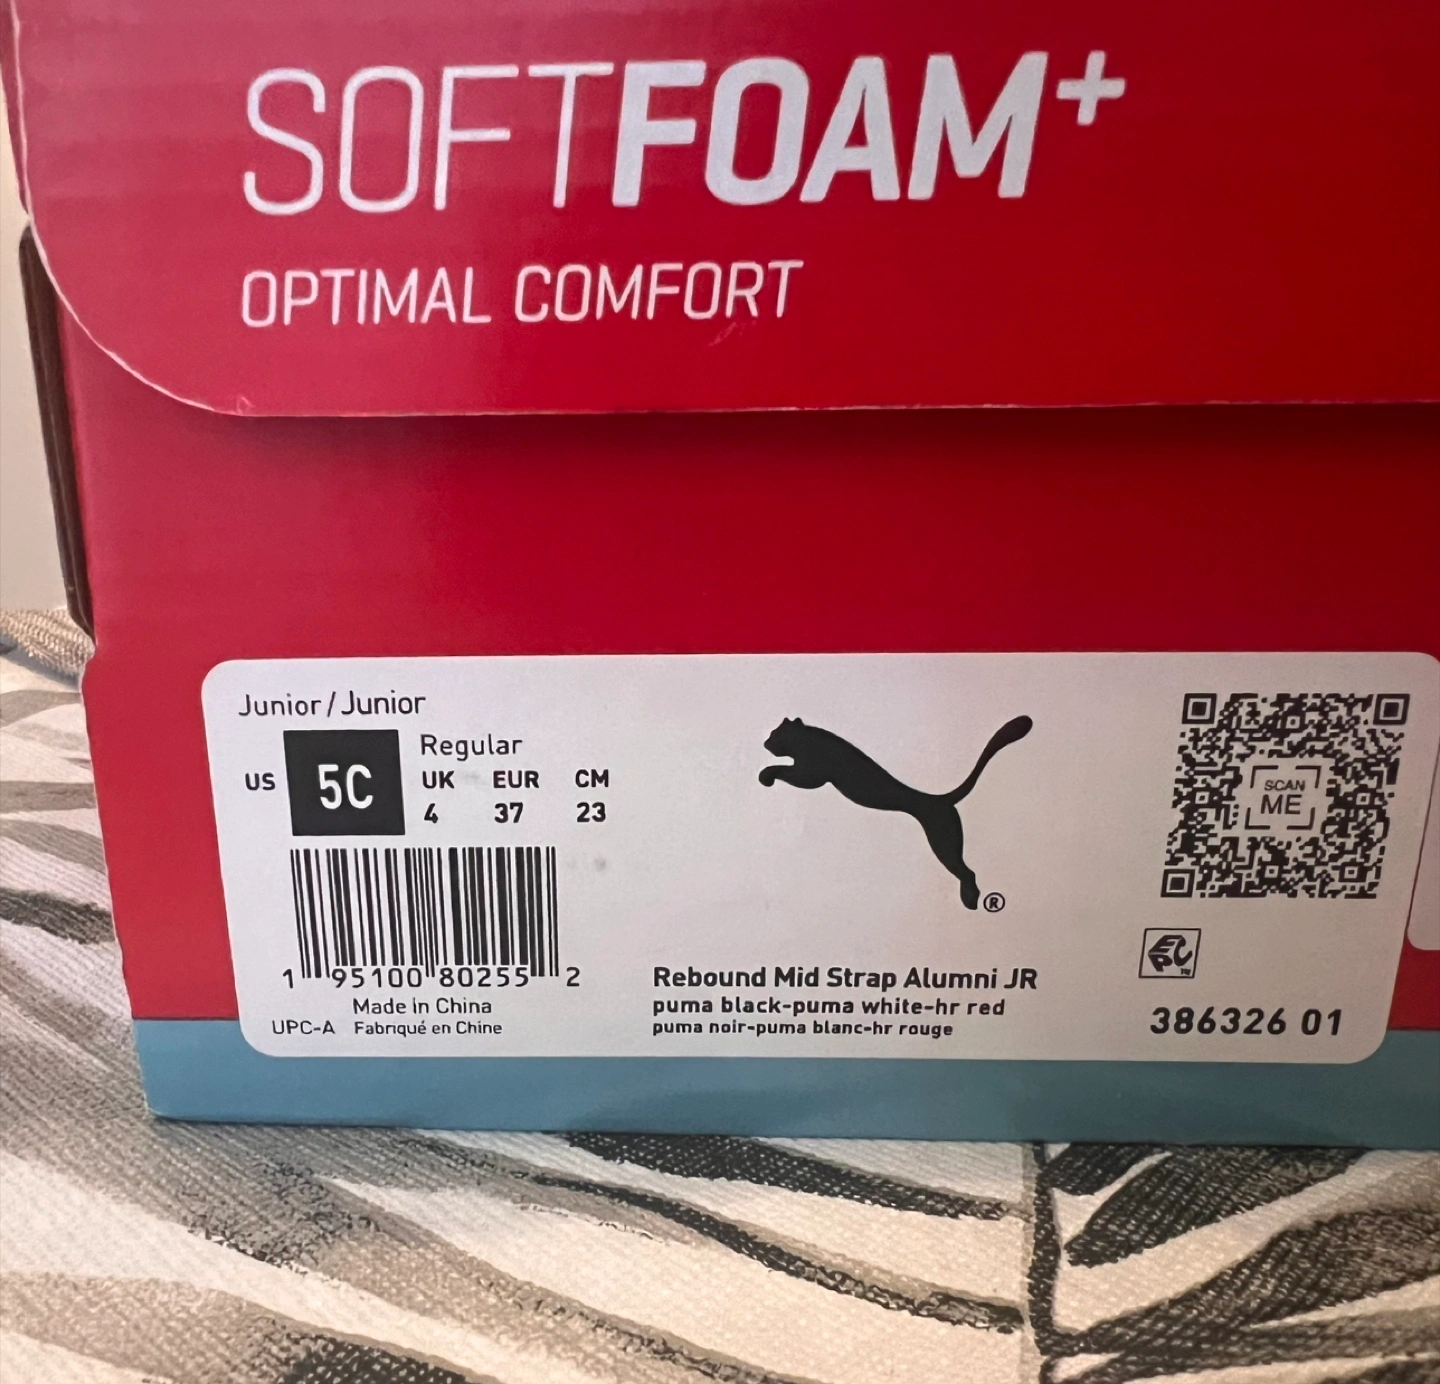 SOFTFOAM+
OPTIMAL COMFORT
Junior / Junior
Regular
US 5C
UK EUR CM
4 37 23
1 95100 80255 2
Made in China
UPC-A Fabriqué en Chine
®
Rebound Mid Strap Alumni JR
puma black-puma white-hr red
puma noir-puma blanc-hr rouge
SCAN
ME
EPC™
386326 01